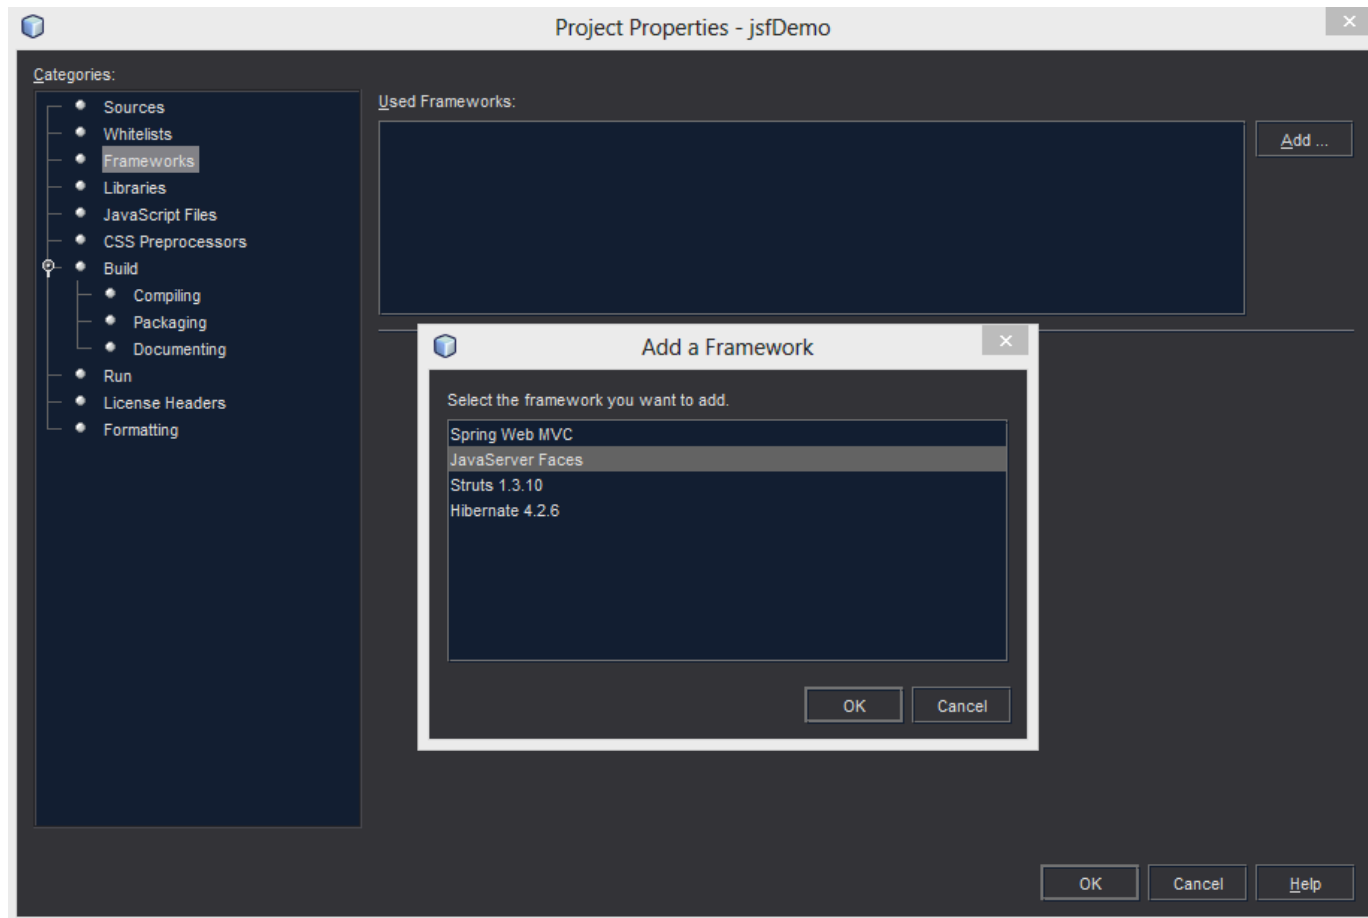 Project Properties - jsfDemo
Categories:
Sources
Whitelists
Frameworks
Libraries
JavaScript Files
CSS Preprocessors
Build
Compiling
Packaging
Documenting
Run
License Headers
Formatting
Used Frameworks:
Add ...
Add a Framework
Select the framework you want to add.
Spring Web MVC
JavaServer Faces
Struts 1.3.10
Hibernate 4.2.6
OK Cancel
OK Cancel Help